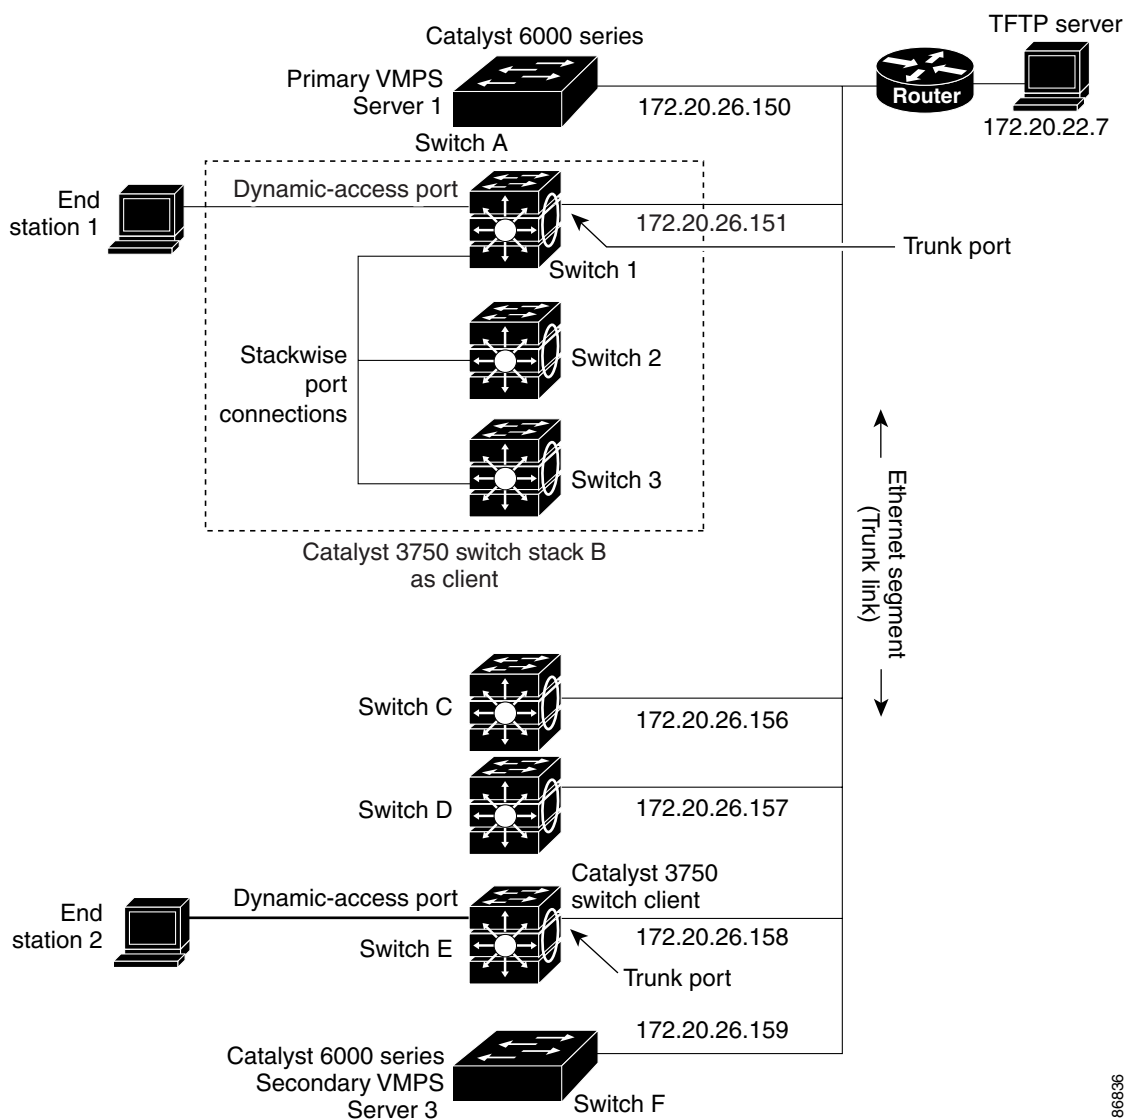 Catalyst 6000 series
TFTP server
Primary VMPS
Server 1
172.20.26.150
Router
172.20.22.7
Switch A
End
station 1
Dynamic-access port
172.20.26.151
Trunk port
Switch 1
Stackwise
port
connections
Switch 2
Switch 3
Catalyst 3750 switch stack B
as client
Ethernet segment
(Trunk link)
Switch C
172.20.26.156
Switch D
172.20.26.157
Catalyst 3750
switch client
Dynamic-access port
End
station 2
Switch E
172.20.26.158
Trunk port
172.20.26.159
Catalyst 6000 series
Secondary VMPS
Server 3
Switch F
86836